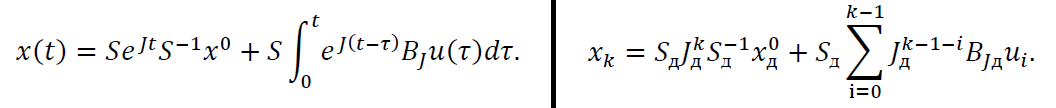 x(t) = Se^{Jt}S^{-1}x^0 + S∫_0^t e^{J(t-τ)}B_J u(τ)dτ.
x_k = S_д J_д^k S_д^{-1} x_д^0 + S_д ∑_{i=0}^{k-1} J_д^{k-1-i} B_{Jд} u_i.